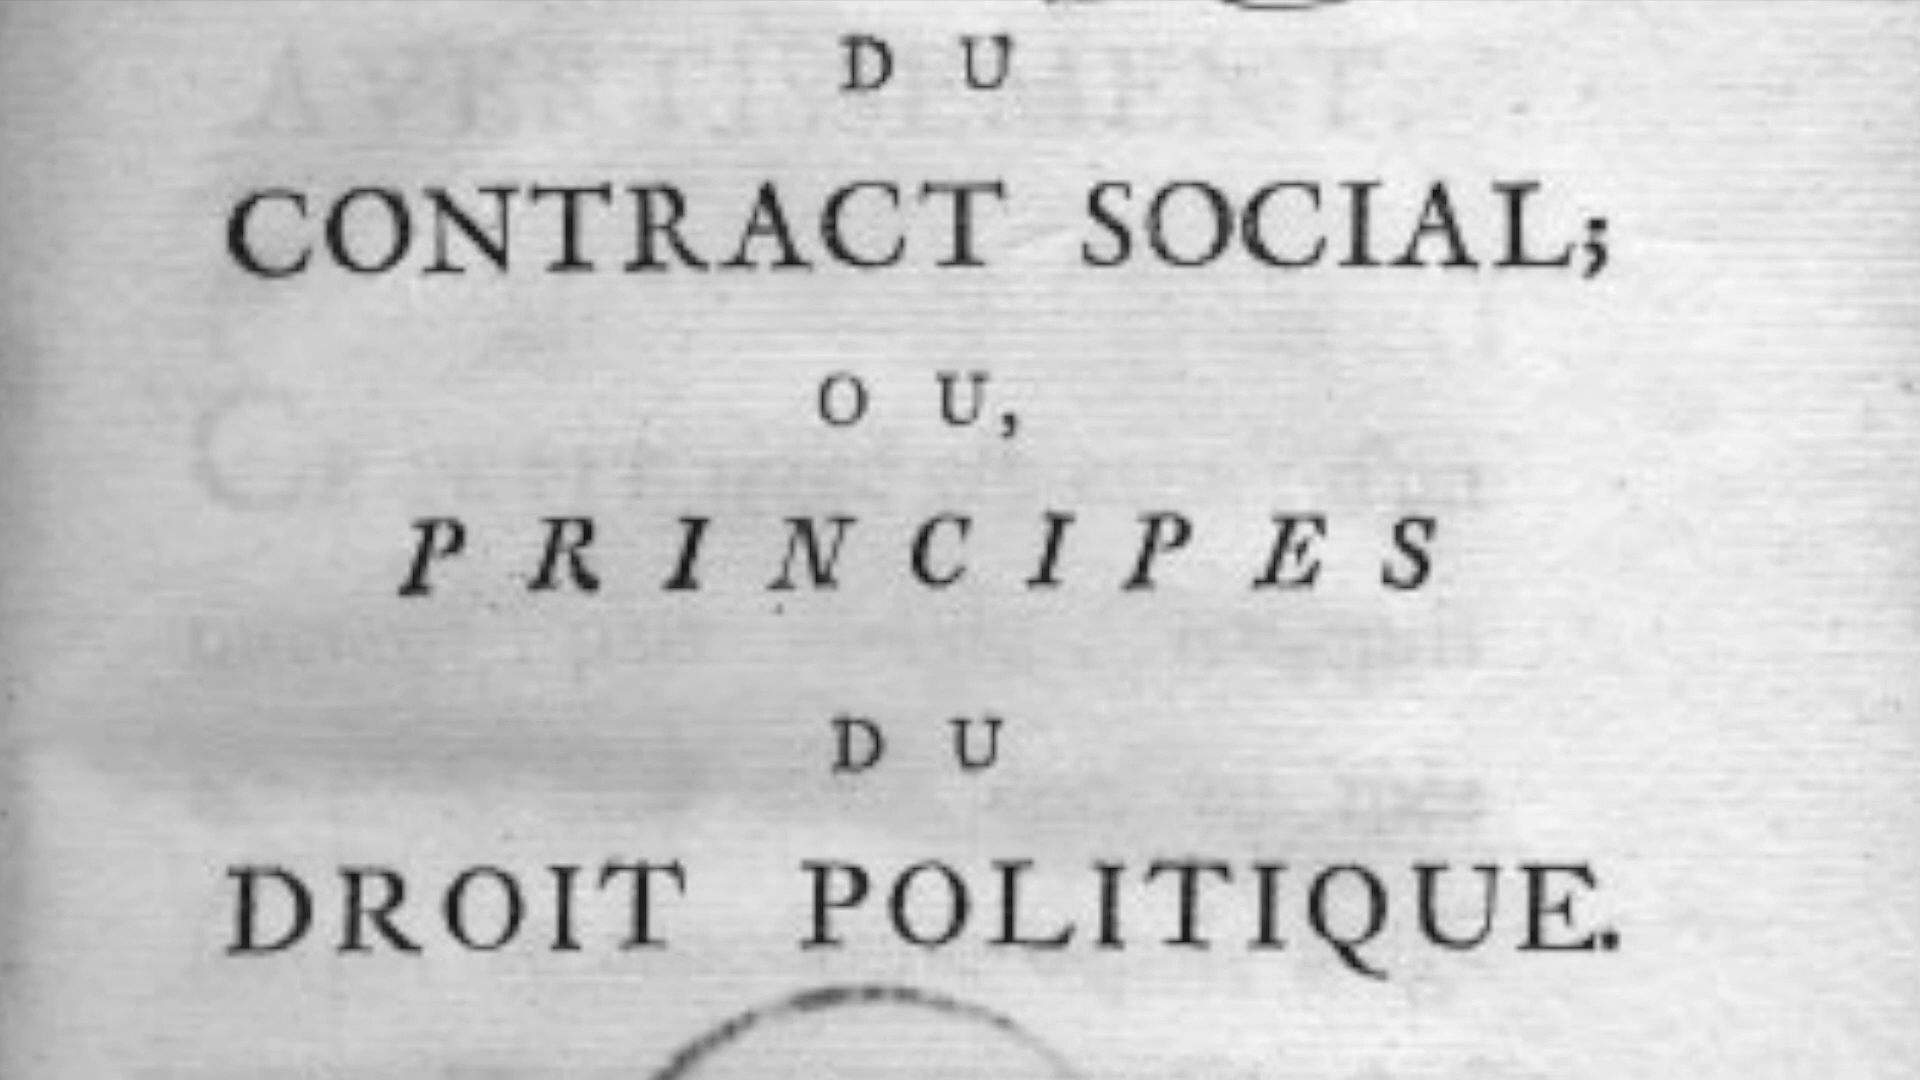 DU
CONTRACT SOCIAL;
OU,
PRINCIPES
DU
DROIT POLITIQUE.